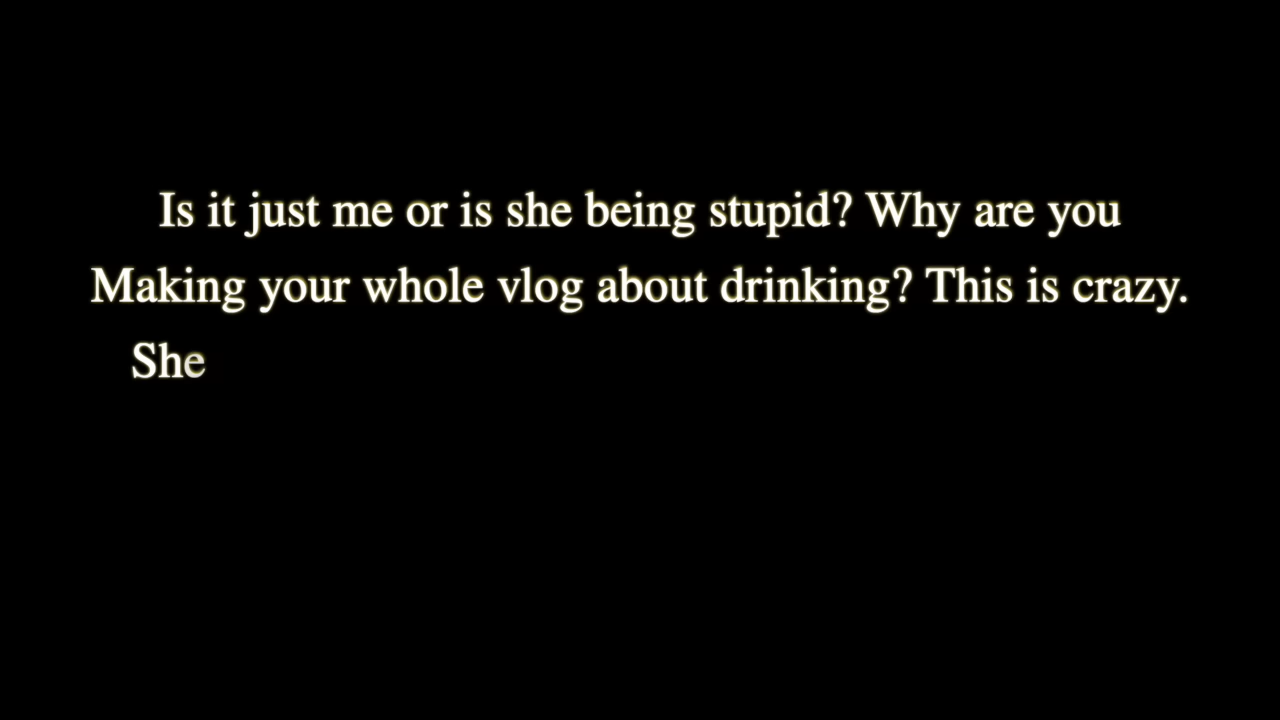 Is it just me or is she being stupid? Why are you
Making your whole vlog about drinking? This is crazy.
She